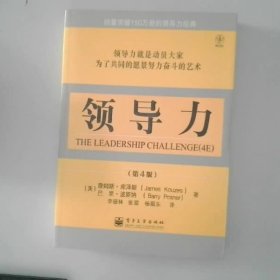 销量突破150万册的领导力经典
领导力就是动员大家
为了共同的愿景努力奋斗的艺术
领导力
THE LEADERSHIP CHALLENGE(4E)
(第4版)
(美) 詹姆斯·库泽斯 (James Kouzes)
巴里·波斯纳 (Barry Posner) 著
李丽林 张震 杨振东 译
电子工业出版社